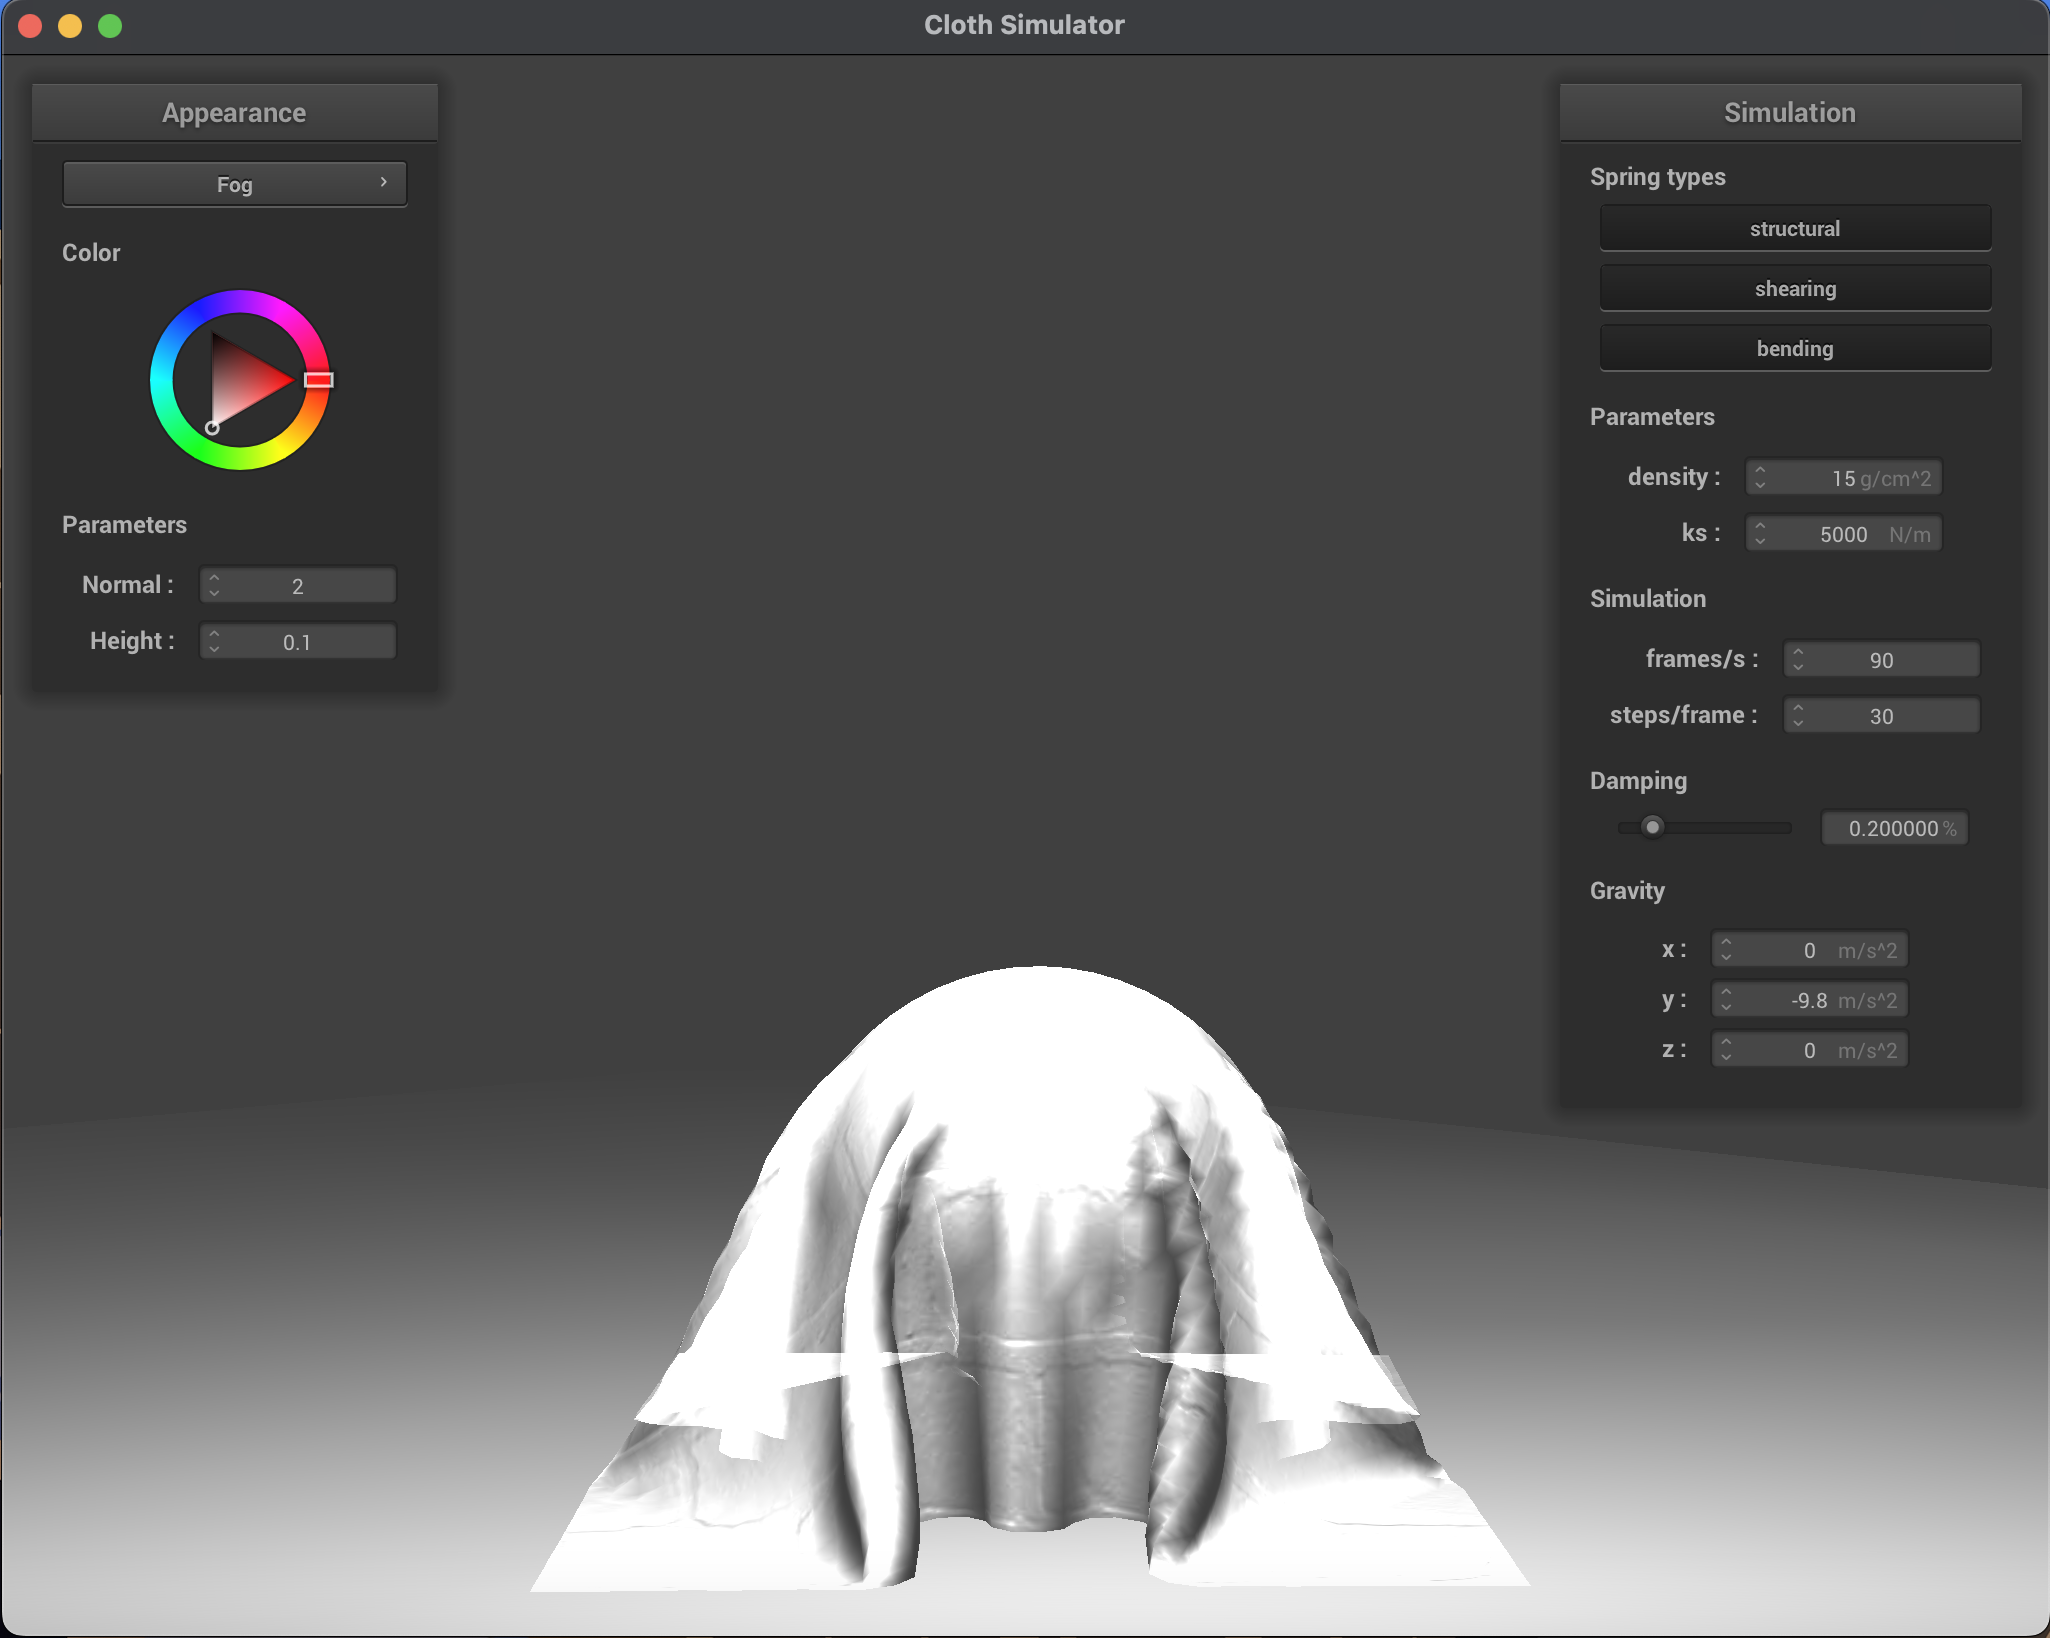 Cloth Simulator
Appearance
Fog
Color
Parameters
Normal : 2
Height : 0.1
Simulation
Spring types
structural
shearing
bending
Parameters
density : 15 g/cm^2
ks : 5000 N/m
Simulation
frames/s : 90
steps/frame : 30
Damping
0.200000 %
Gravity
x : 0 m/s^2
y : -9.8 m/s^2
z : 0 m/s^2